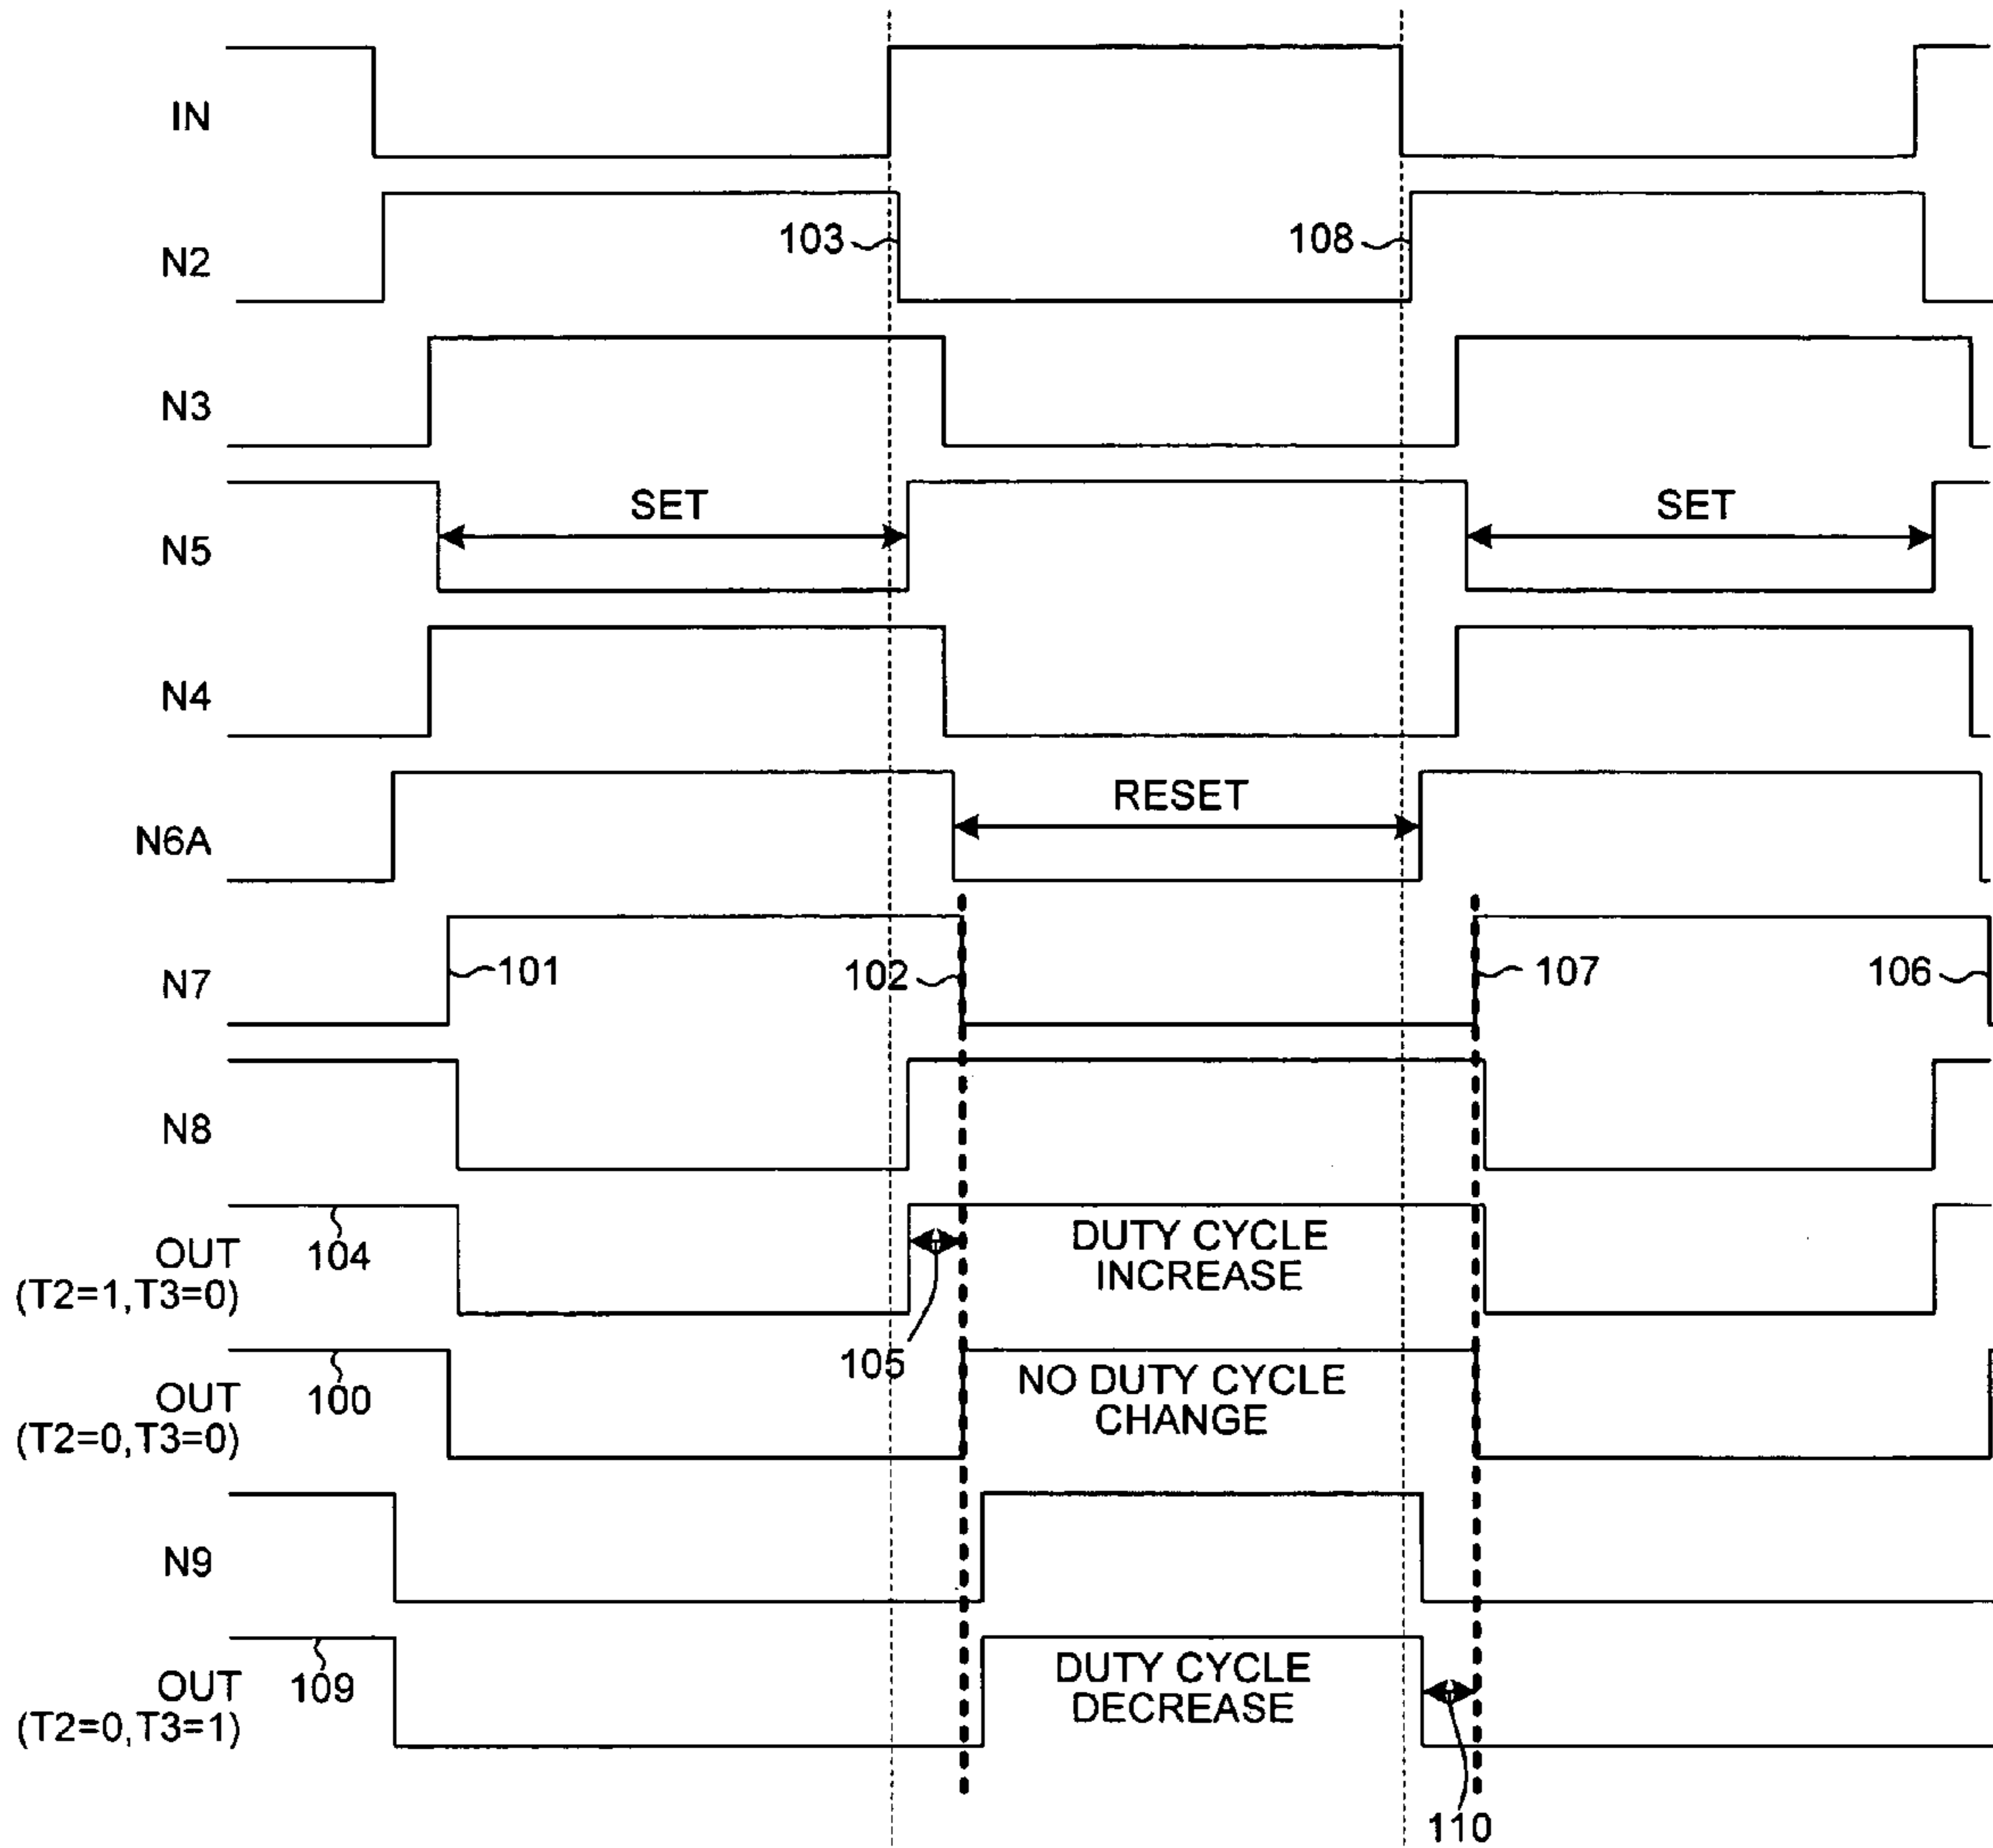 IN
N2
103
108
N3
N5
SET
SET
N4
N6A
RESET
N7
101
102
107
106
N8
OUT
(T2=1,T3=0)
104
105
DUTY CYCLE
INCREASE
OUT
(T2=0,T3=0)
100
NO DUTY CYCLE
CHANGE
N9
OUT
(T2=0,T3=1)
109
DUTY CYCLE
DECREASE
110